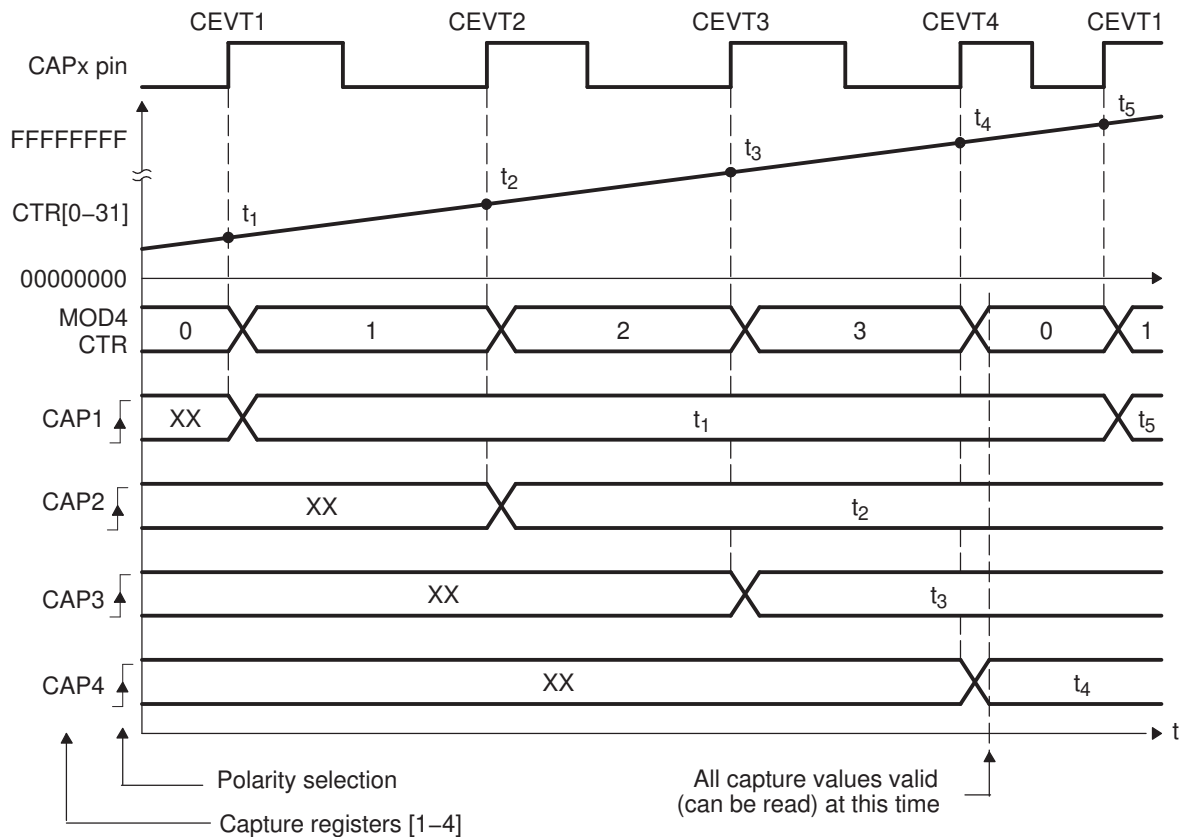 CEVT1 CEVT2 CEVT3 CEVT4 CEVT1
CAPx pin
FFFFFFFF
t5
t4
t3
t2
CTR[0−31]
t1
00000000
MOD4
CTR
0 1 2 3 0 1
CAP1 XX t1 t5
CAP2 XX t2
CAP3 XX t3
CAP4 XX t4
t
Polarity selection
Capture registers [1−4]
All capture values valid
(can be read) at this time